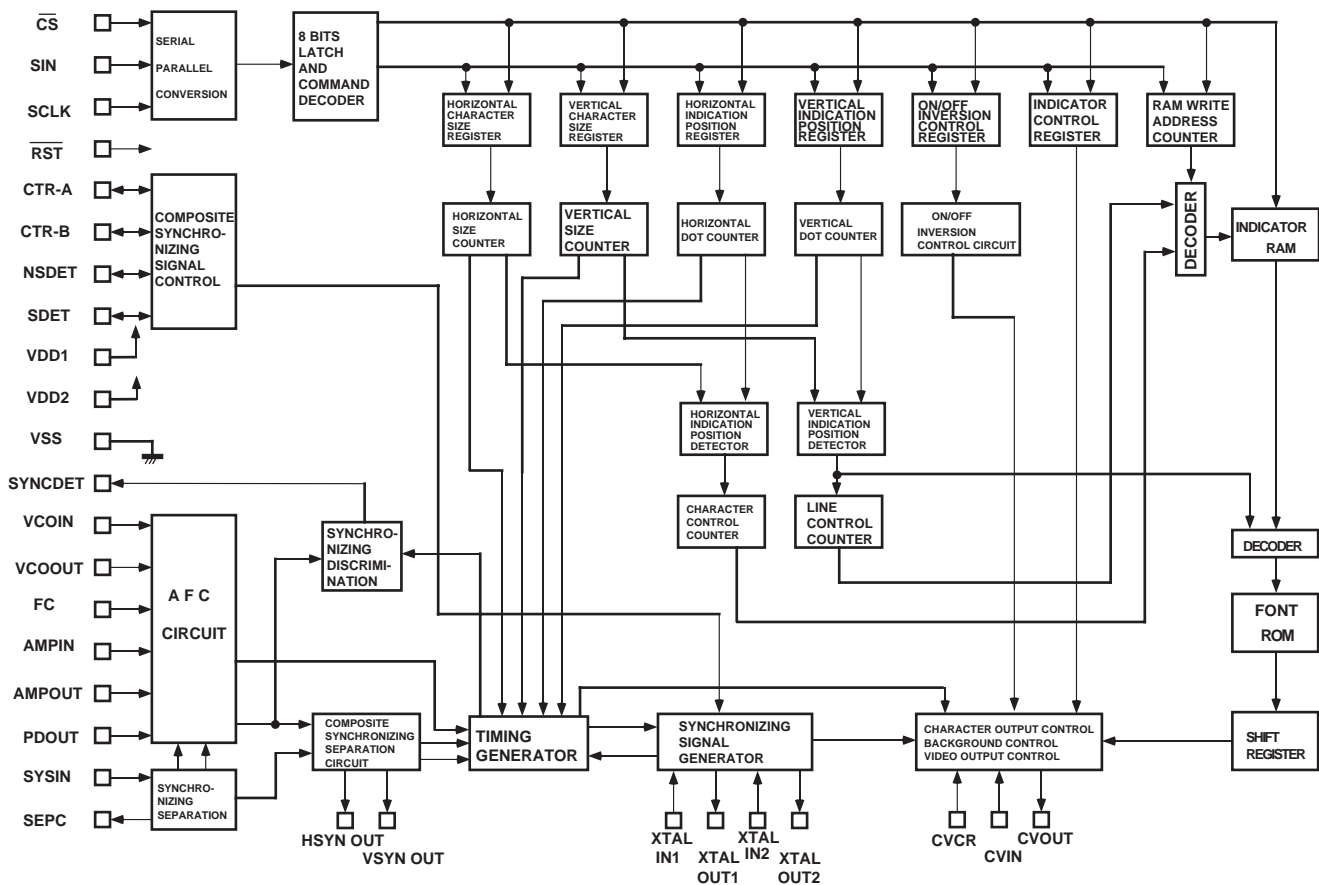 CS
SIN
SCLK
RST
CTR-A
CTR-B
NSDET
SDET
VDD1
VDD2
VSS
SYNCDET
VCOIN
VCOOUT
FC
AMPIN
AMPOUT
PDOUT
SYSIN
SEPC
SERIAL
PARALLEL
CONVERSION
8 BITS
LATCH
AND
COMMAND
DECODER
HORIZONTAL
CHARACTER
SIZE
REGISTER
VERTICAL
CHARACTER
SIZE
REGISTER
HORIZONTAL
INDICATION
POSITION
REGISTER
VERTICAL
INDICATION
POSITION
REGISTER
ON/OFF
INVERSION
CONTROL
REGISTER
INDICATOR
CONTROL
REGISTER
RAM WRITE
ADDRESS
COUNTER
COMPOSITE
SYNCHRO-
NIZING
SIGNAL
CONTROL
HORIZONTAL
SIZE
COUNTER
VERTICAL
SIZE
COUNTER
HORIZONTAL
DOT COUNTER
VERTICAL
DOT COUNTER
ON/OFF
INVERSION
CONTROL CIRCUIT
DECODER
INDICATOR
RAM
HORIZONTAL
INDICATION
POSITION
DETECTOR
VERTICAL
INDICATION
POSITION
DETECTOR
CHARACTER
CONTROL
COUNTER
LINE
CONTROL
COUNTER
SYNCHRO-
NIZING
DISCRIMI-
NATION
DECODER
FONT
ROM
A F C
CIRCUIT
COMPOSITE
SYNCHRONIZING
SEPARATION
CIRCUIT
TIMING
GENERATOR
SYNCHRONIZING
SIGNAL
GENERATOR
CHARACTER OUTPUT CONTROL
BACKGROUND CONTROL
VIDEO OUTPUT CONTROL
SHIFT
REGISTER
SYNCHRO-
NIZING
SEPARATION
HSYN OUT
VSYN OUT
XTAL
IN1
XTAL
OUT1
XTAL
IN2
XTAL
OUT2
CVCR
CVIN
CVOUT